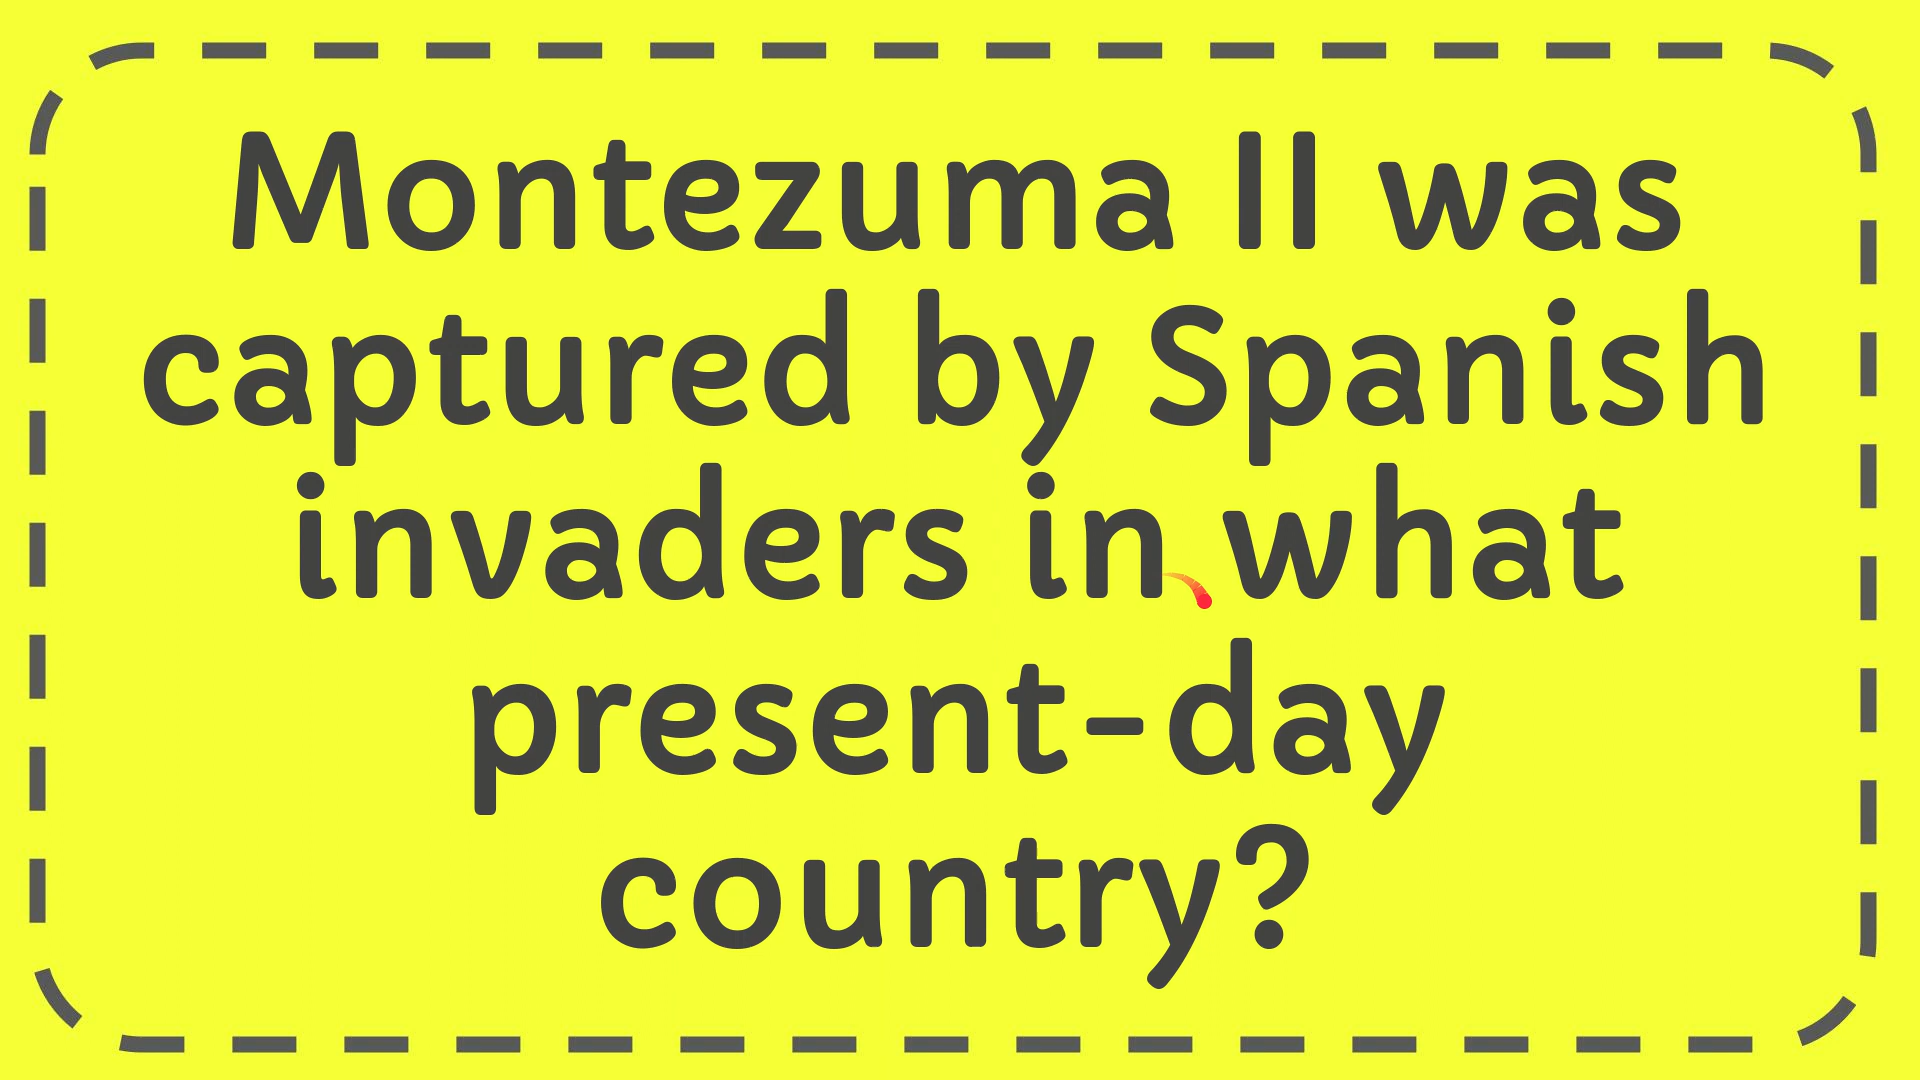 Montezuma II was
captured by Spanish
invaders in what
present-day
country?